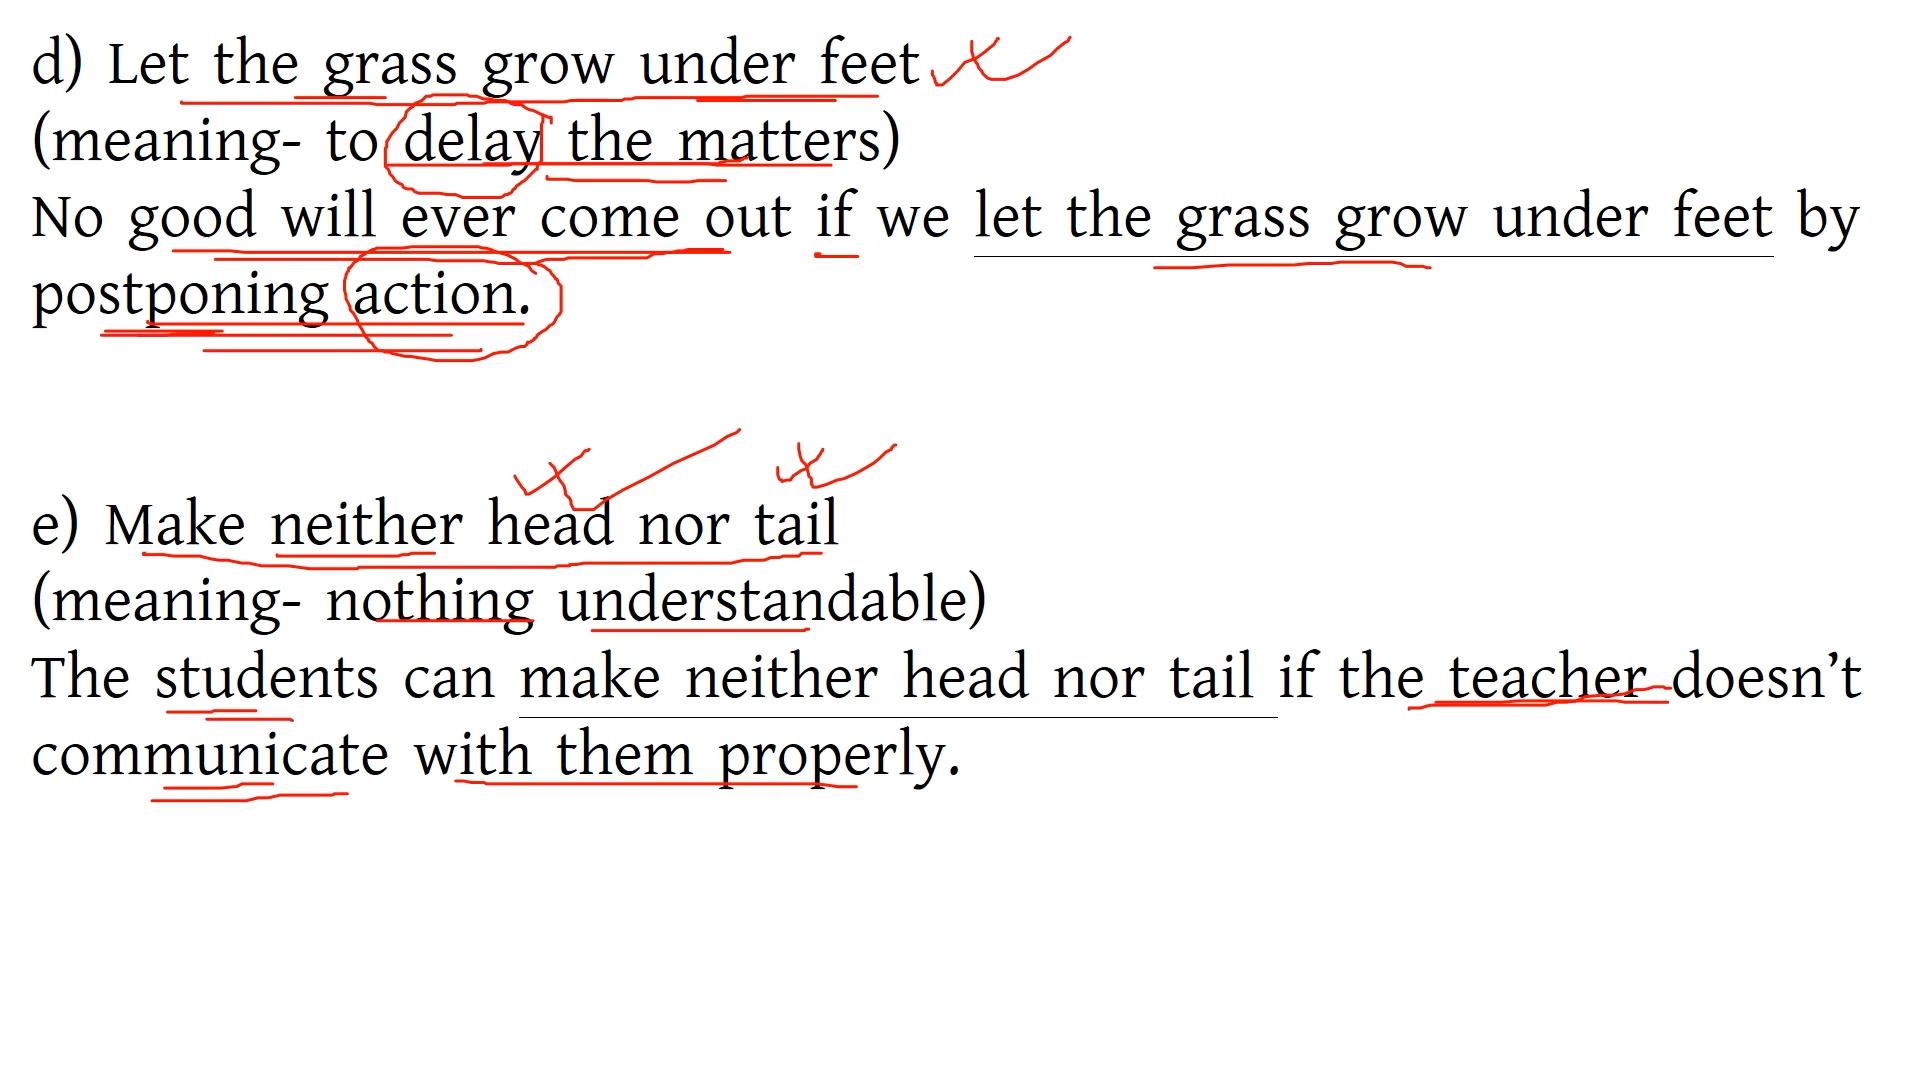 d) Let the grass grow under feet
(meaning- to delay the matters)
No good will ever come out if we let the grass grow under feet by
postponing action.
e) Make neither head nor tail
(meaning- nothing understandable)
The students can make neither head nor tail if the teacher doesn’t
communicate with them properly.